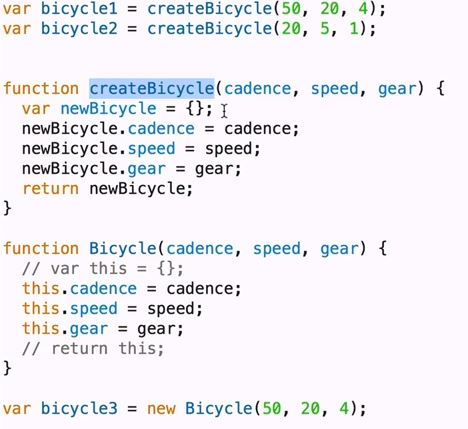 var bicycle1 = createBicycle(50, 20, 4);
var bicycle2 = createBicycle(20, 5, 1);
function createBicycle(cadence, speed, gear) {
var newBicycle = {};
newBicycle.cadence = cadence;
newBicycle.speed = speed;
newBicycle.gear = gear;
return newBicycle;
}
function Bicycle(cadence, speed, gear) {
// var this = {};
this.cadence = cadence;
this.speed = speed;
this.gear = gear;
// return this;
}
var bicycle3 = new Bicycle(50, 20, 4);